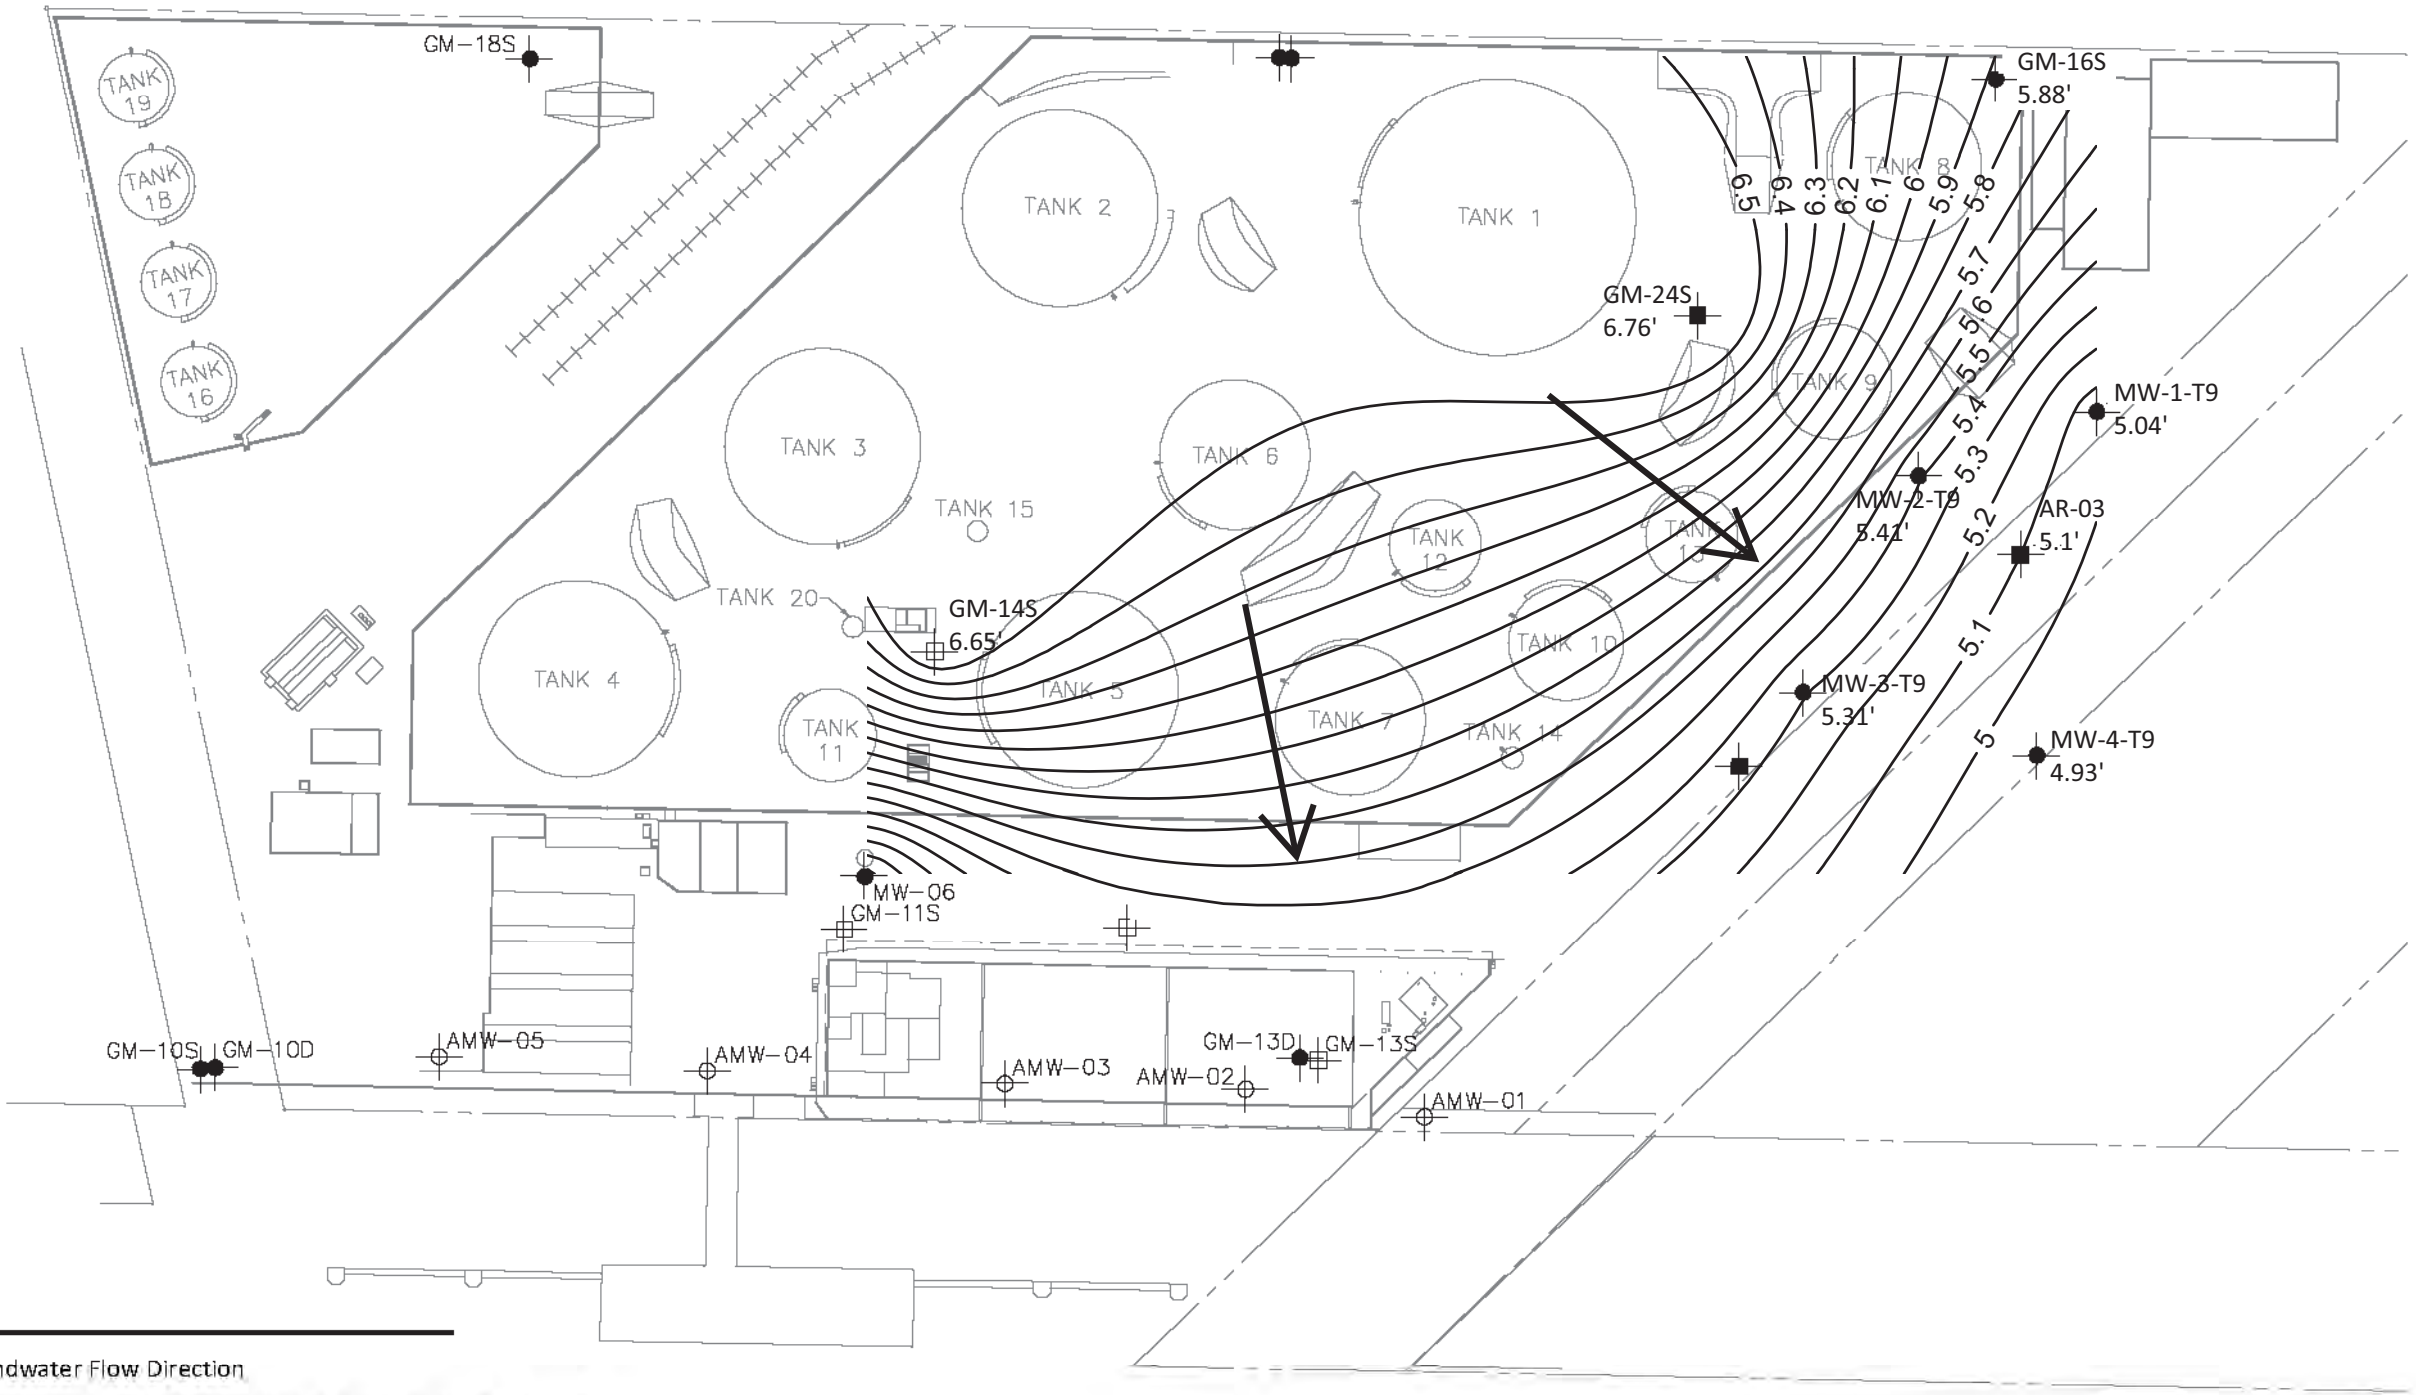 GM-18S
GM-16S
5.88'
TANK
19
TANK
18
TANK
17
TANK
16
TANK 2
TANK 1
TANK 8
6.5
6.4
6.3
6.2
6.1
6
5.9
5.8
5.7
5.6
5.5
5.4
5.3
5.2
5.1
5
GM-24S
6.76'
TANK 9
MW-1-T9
5.04'
TANK 3
TANK 6
TANK 15
MW-2-T9
5.41'
AR-03
5.1'
TANK
12
TANK
13
TANK 20
GM-14S
6.65'
TANK 4
TANK 5
TANK 10
TANK 7
TANK 14
TANK
11
MW-3-T9
5.31'
MW-4-T9
4.93'
MW-06
GM-11S
GM-10S
GM-10D
AMW-05
AMW-04
AMW-03
AMW-02
GM-13D
GM-13S
AMW-01
ndwater Flow Direction